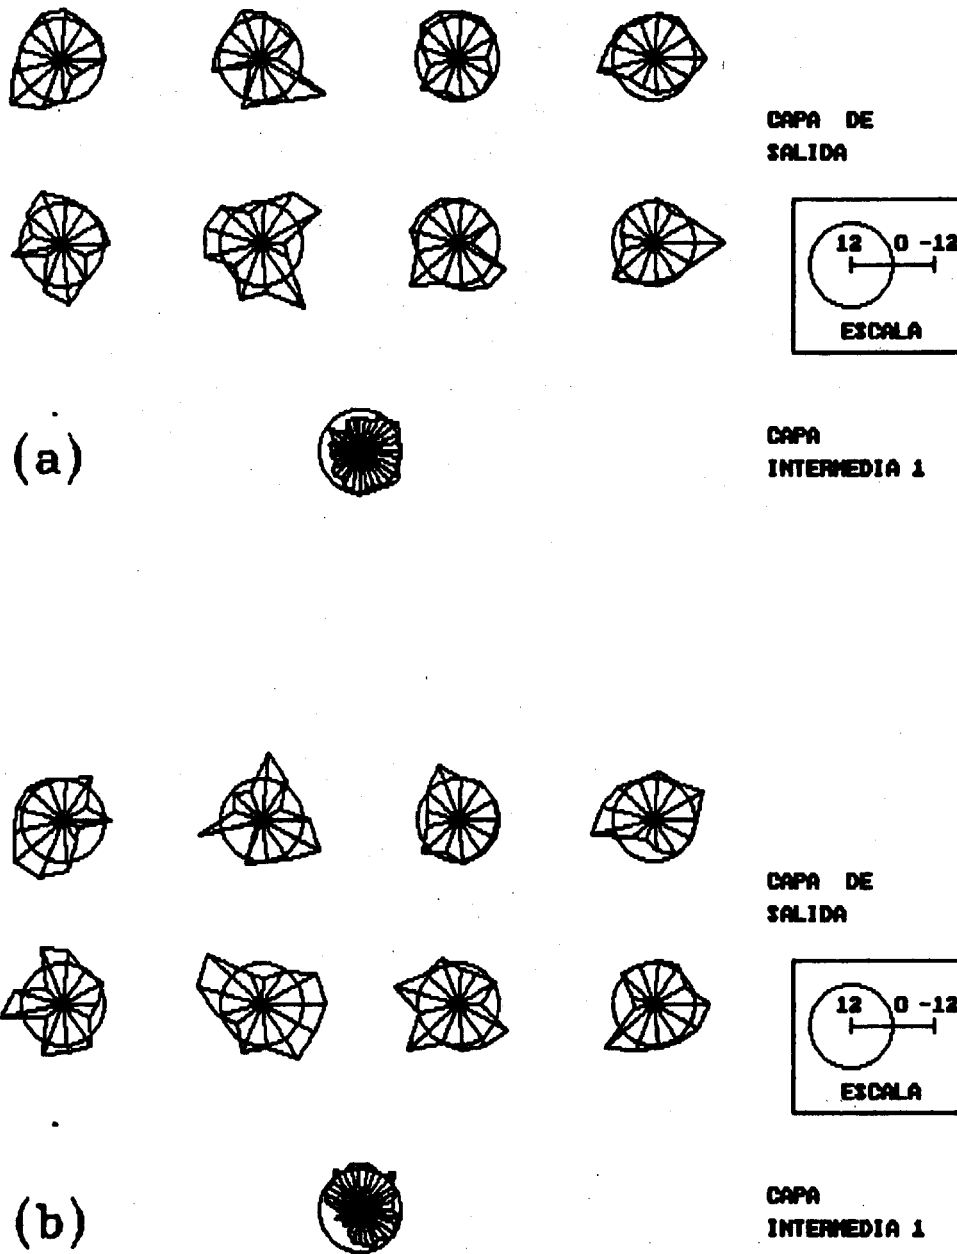 CAPA DE
SALIDA
12 0 -12
ESCALA
(a)
CAPA
INTERMEDIA 1
CAPA DE
SALIDA
12 0 -12
ESCALA
(b)
CAPA
INTERMEDIA 1